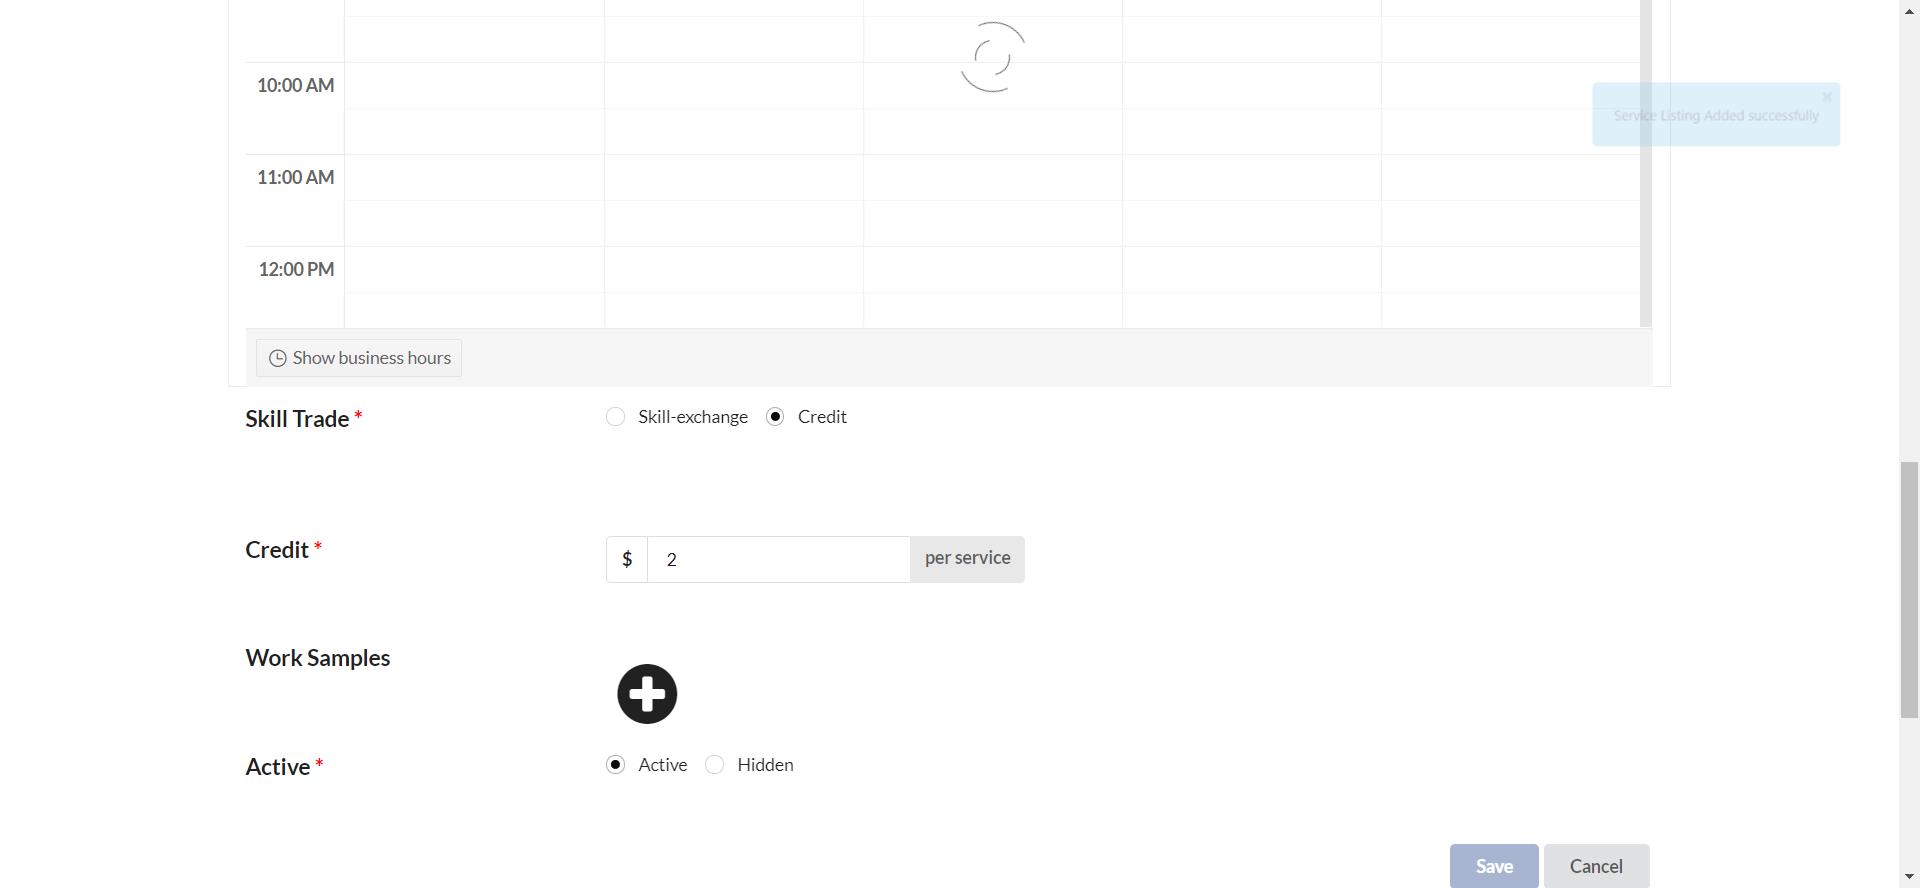 10:00 AM
Service Listing Added successfully
11:00 AM
12:00 PM
Show business hours
Skill Trade *
Skill-exchange Credit
Credit *
$ 2 per service
Work Samples
Active *
Active Hidden
Save Cancel